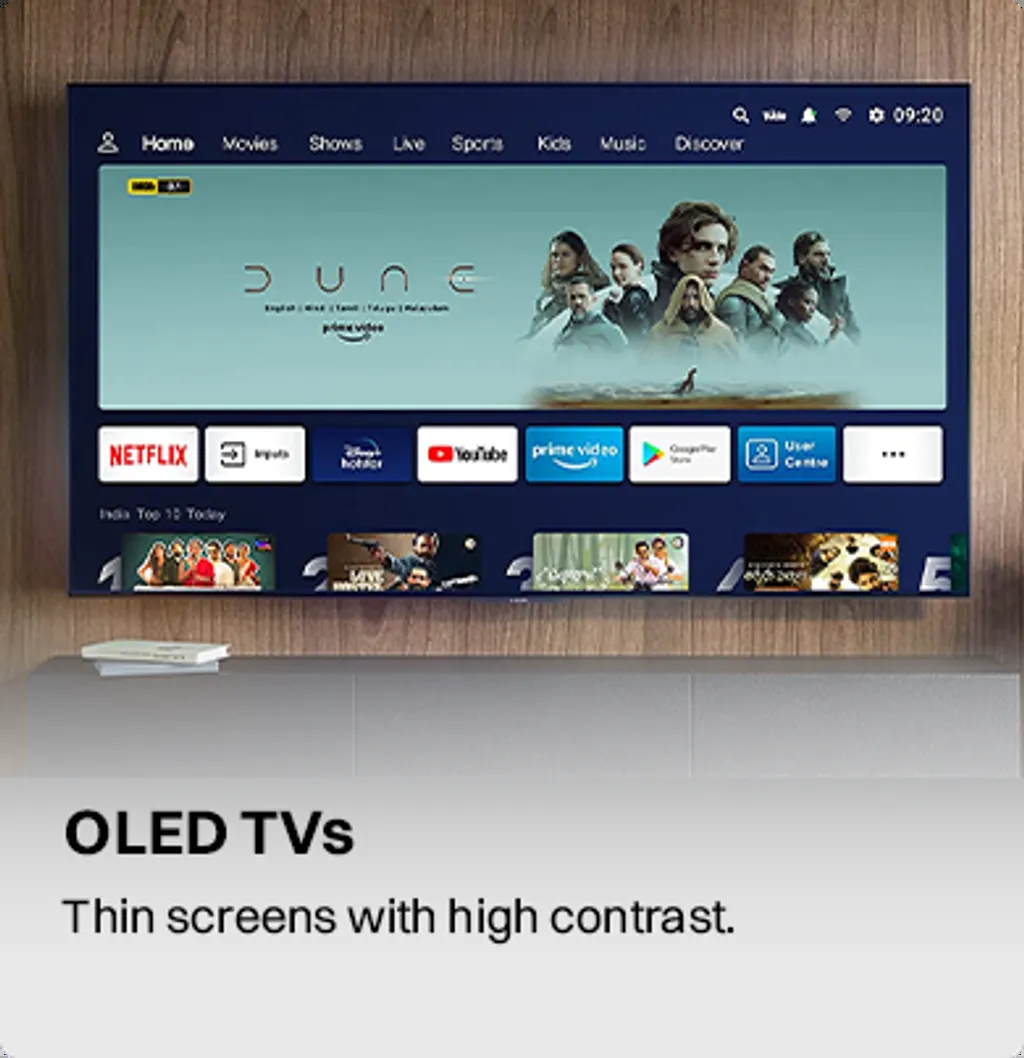 09:20
Home Movies Shows Live Sports Kids Music Discover
IMDb
DUNE
English | Hindi | Tamil | Telugu | Malayalam
prime video
NETFLIX Inputs Disney+ hotstar YouTube prime video Google Play Store User Centre •••
India Top 10 Today
1 2 3 4 5
OLED TVs
Thin screens with high contrast.